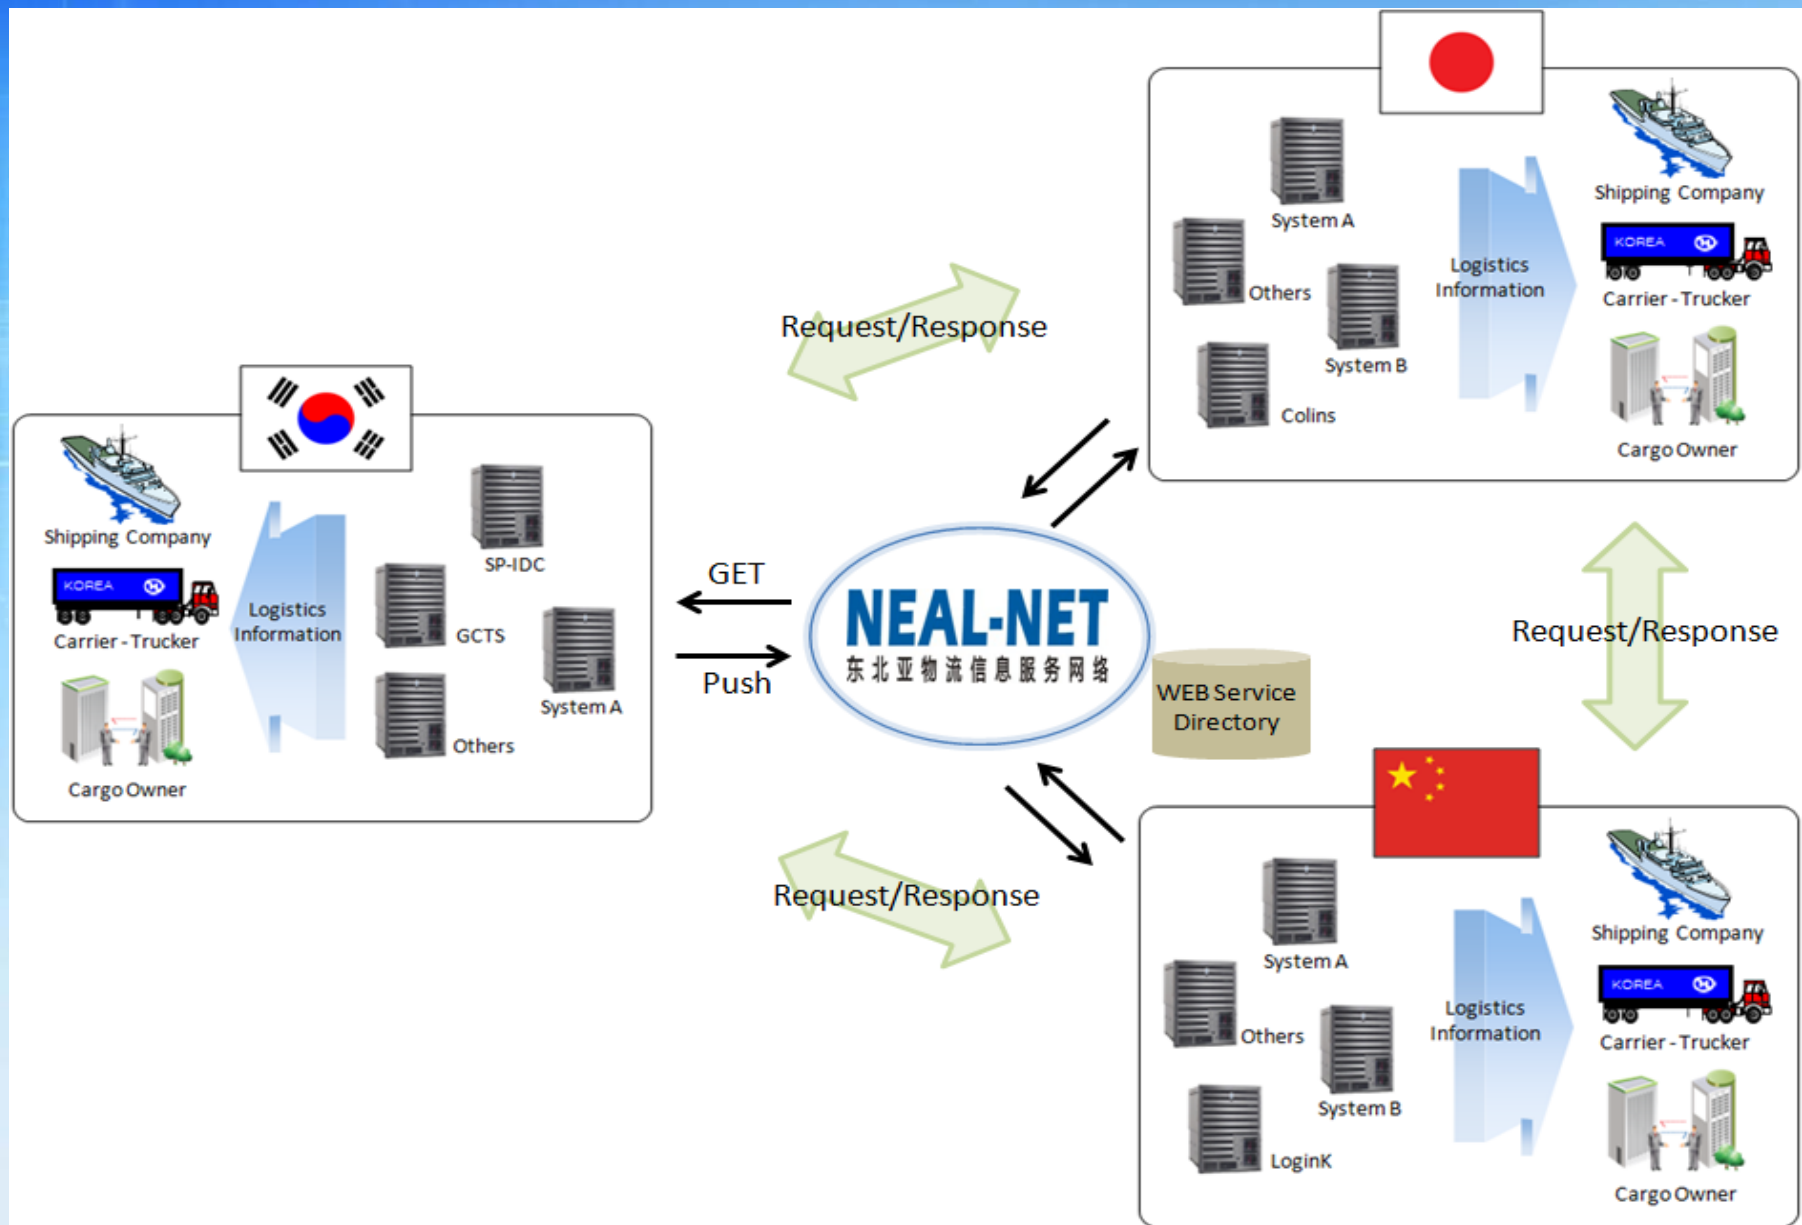 Shipping Company
KOREA
Carrier - Trucker
Cargo Owner
Logistics
Information
SP-IDC
GCTS
System A
Others
GET
Push
Request/Response
Request/Response
NEAL-NET
东北亚物流信息服务网络
WEB Service
Directory
System A
Others
System B
Colins
Logistics
Information
Shipping Company
KOREA
Carrier - Trucker
Cargo Owner
Request/Response
System A
Others
System B
LoginK
Logistics
Information
Shipping Company
KOREA
Carrier - Trucker
Cargo Owner